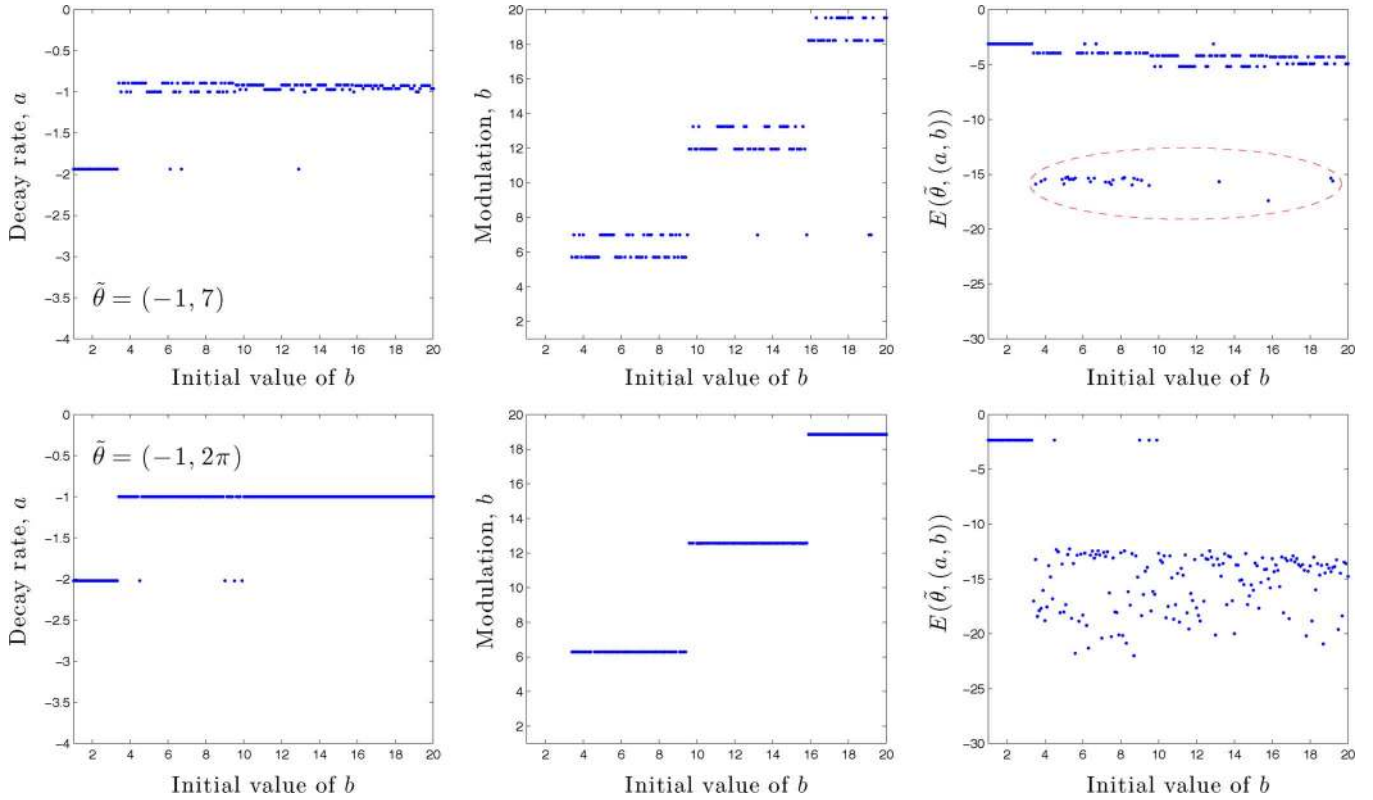 0
-0.5
-1
-1.5
-2
-2.5
-3
-3.5
-4
Decay rate, a
θ̃ = (−1, 7)
2 4 6 8 10 12 14 16 18 20
Initial value of b
20
18
16
14
12
10
8
6
4
2
Modulation, b
2 4 6 8 10 12 14 16 18 20
Initial value of b
0
-5
-10
-15
-20
-25
-30
E(θ̃, (a, b))
2 4 6 8 10 12 14 16 18 20
Initial value of b
0
-0.5
-1
-1.5
-2
-2.5
-3
-3.5
-4
Decay rate, a
θ̃ = (−1, 2π)
2 4 6 8 10 12 14 16 18 20
Initial value of b
20
18
16
14
12
10
8
6
4
2
Modulation, b
2 4 6 8 10 12 14 16 18 20
Initial value of b
0
-5
-10
-15
-20
-25
-30
E(θ̃, (a, b))
2 4 6 8 10 12 14 16 18 20
Initial value of b